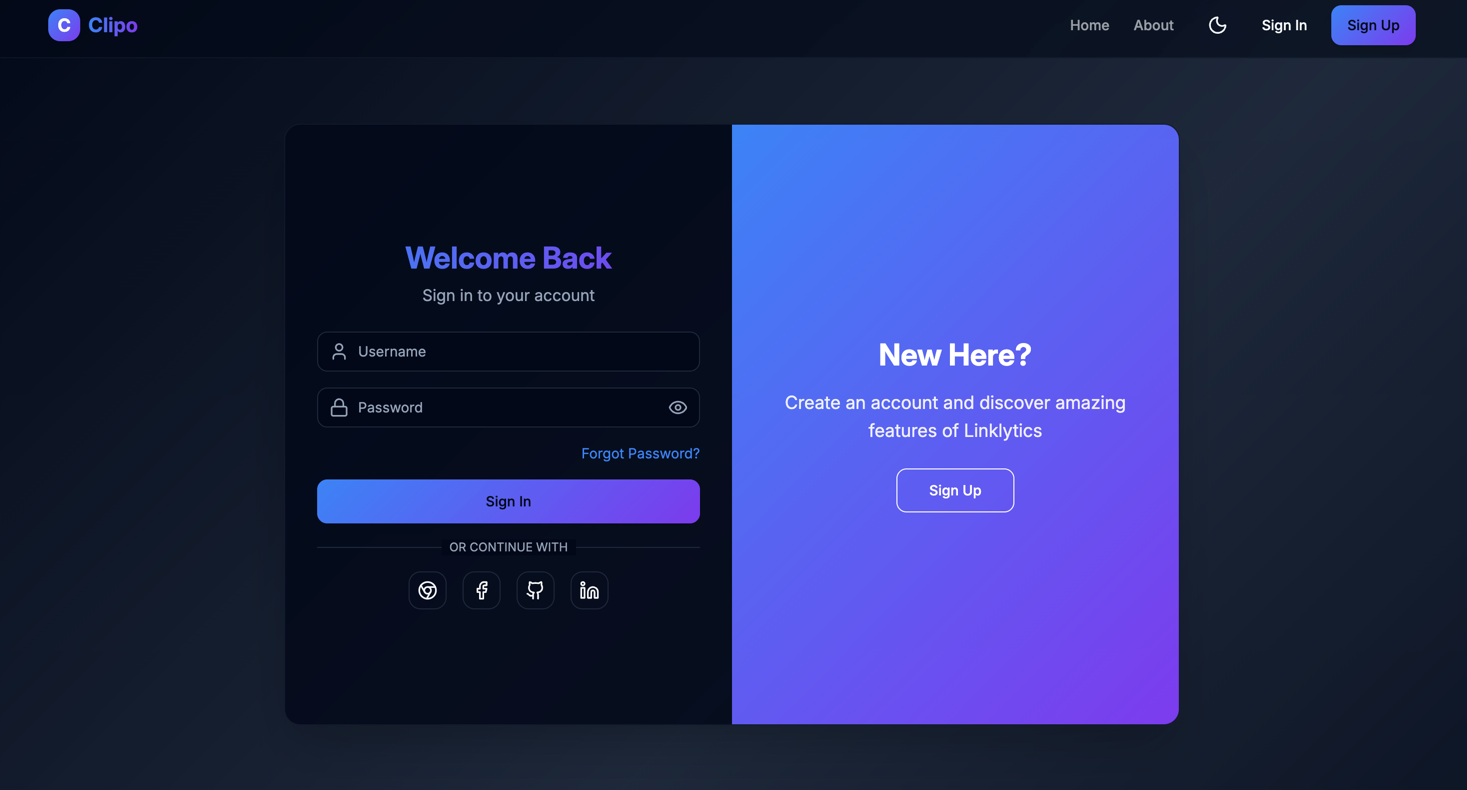 C Clipo
Home
About
Sign In
Sign Up
Welcome Back
Sign in to your account
Username
Password
Forgot Password?
Sign In
OR CONTINUE WITH
New Here?
Create an account and discover amazing
features of Linklytics
Sign Up